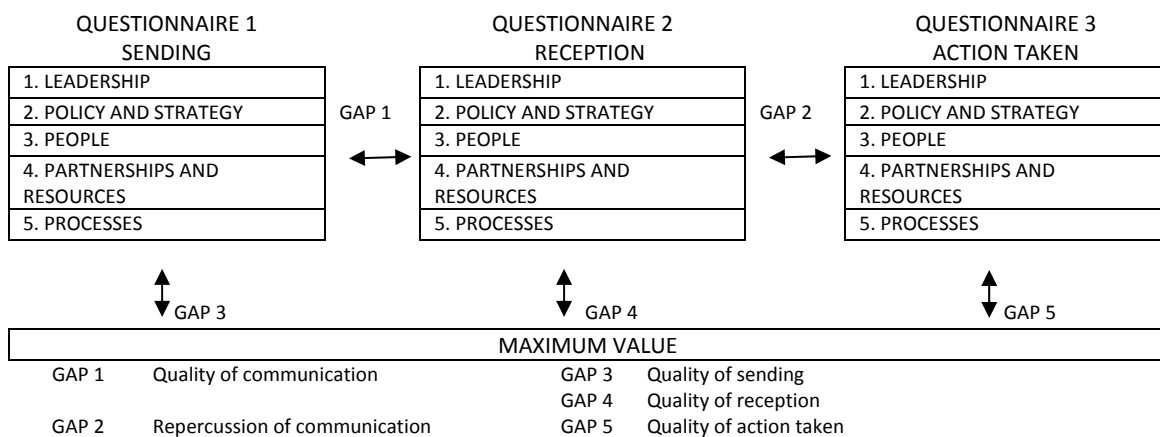 QUESTIONNAIRE 1
SENDING
1. LEADERSHIP
2. POLICY AND STRATEGY
3. PEOPLE
4. PARTNERSHIPS AND
RESOURCES
5. PROCESSES
GAP 1
QUESTIONNAIRE 2
RECEPTION
1. LEADERSHIP
2. POLICY AND STRATEGY
3. PEOPLE
4. PARTNERSHIPS AND
RESOURCES
5. PROCESSES
GAP 2
QUESTIONNAIRE 3
ACTION TAKEN
1. LEADERSHIP
2. POLICY AND STRATEGY
3. PEOPLE
4. PARTNERSHIPS AND
RESOURCES
5. PROCESSES
GAP 3
GAP 4
GAP 5
MAXIMUM VALUE
GAP 1 Quality of communication
GAP 2 Repercussion of communication
GAP 3 Quality of sending
GAP 4 Quality of reception
GAP 5 Quality of action taken